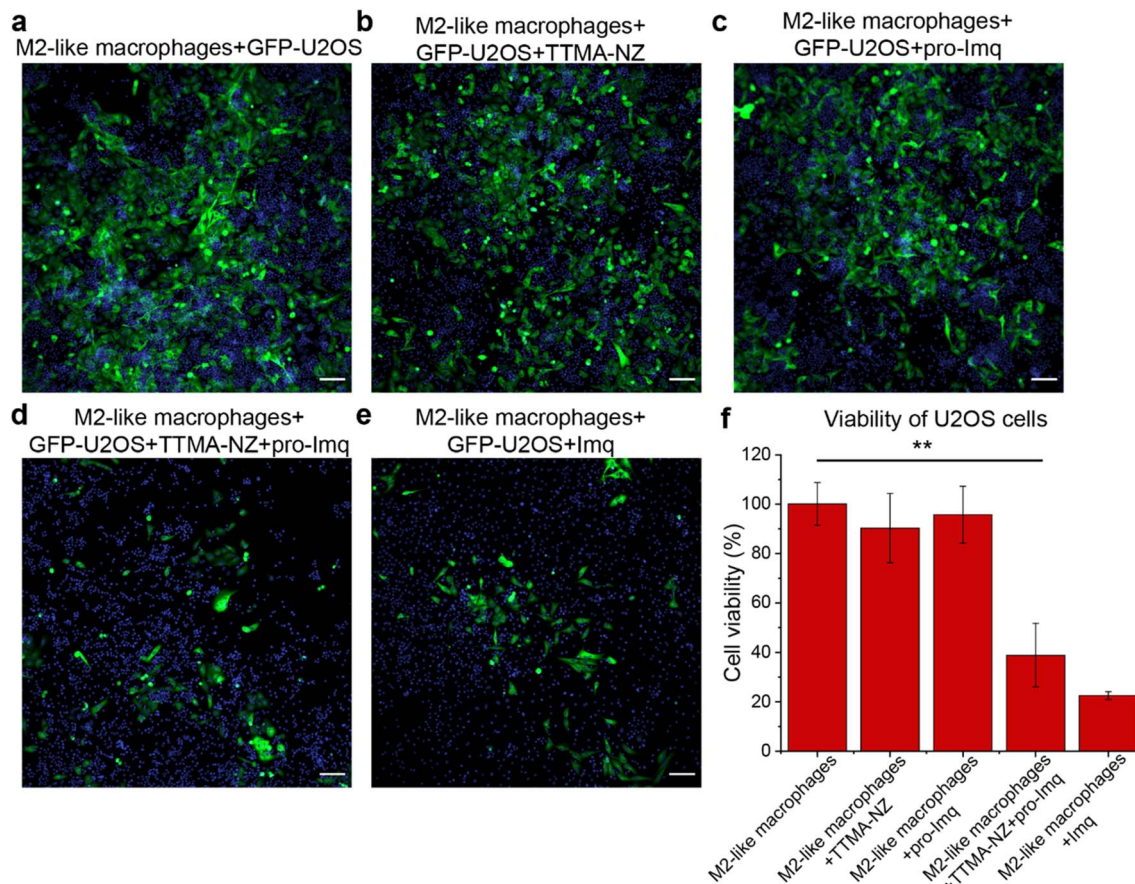 a
M2-like macrophages+GFP-U2OS
b
M2-like macrophages+
GFP-U2OS+TTMA-NZ
c
M2-like macrophages+
GFP-U2OS+pro-Imq
d
M2-like macrophages+
GFP-U2OS+TTMA-NZ+pro-Imq
e
M2-like macrophages+
GFP-U2OS+Imq
f
Viability of U2OS cells
**
Cell viability (%)
120
100
80
60
40
20
0
M2-like macrophages
M2-like macrophages
+TTMA-NZ
M2-like macrophages
+pro-Imq
M2-like macrophages
+TTMA-NZ+pro-Imq
M2-like macrophages
+Imq